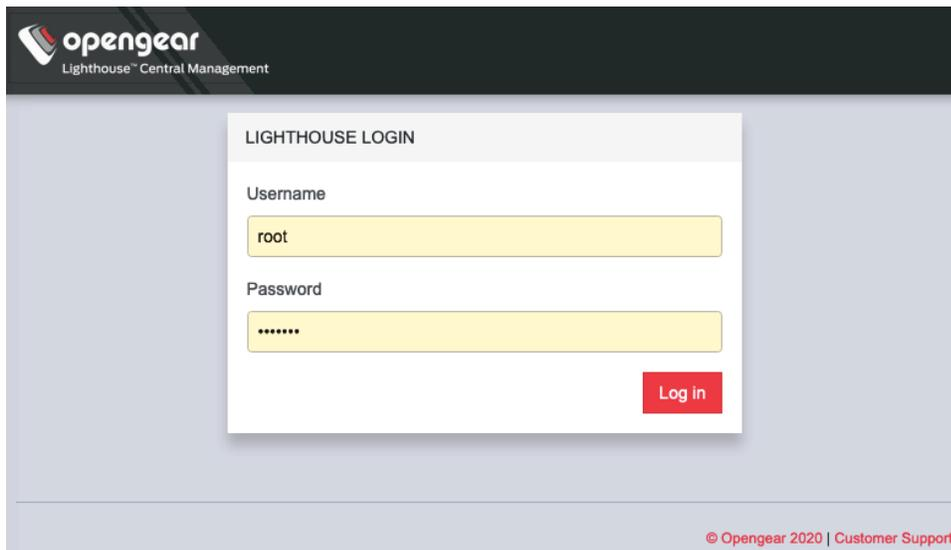 opengear
Lighthouse™ Central Management
LIGHTHOUSE LOGIN
Username
root
Password
•••••••
Log in
© Opengear 2020 | Customer Support